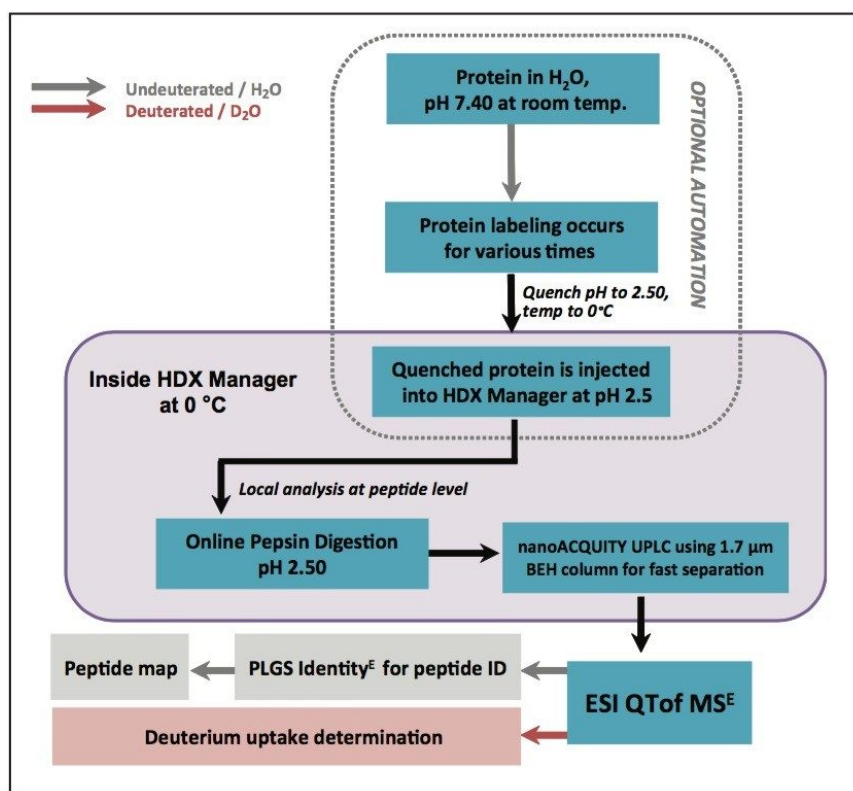 Undeuterated / H₂O
Deuterated / D₂O
Protein in H₂O,
pH 7.40 at room temp.
OPTIONAL AUTOMATION
Protein labeling occurs
for various times
Quench pH to 2.50,
temp to 0°C
Inside HDX Manager
at 0 °C
Quenched protein is injected
into HDX Manager at pH 2.5
Local analysis at peptide level
Online Pepsin Digestion
pH 2.50
nanoACQUITY UPLC using 1.7 µm
BEH column for fast separation
Peptide map
PLGS Identityᴱ for peptide ID
ESI QTof MSᴱ
Deuterium uptake determination